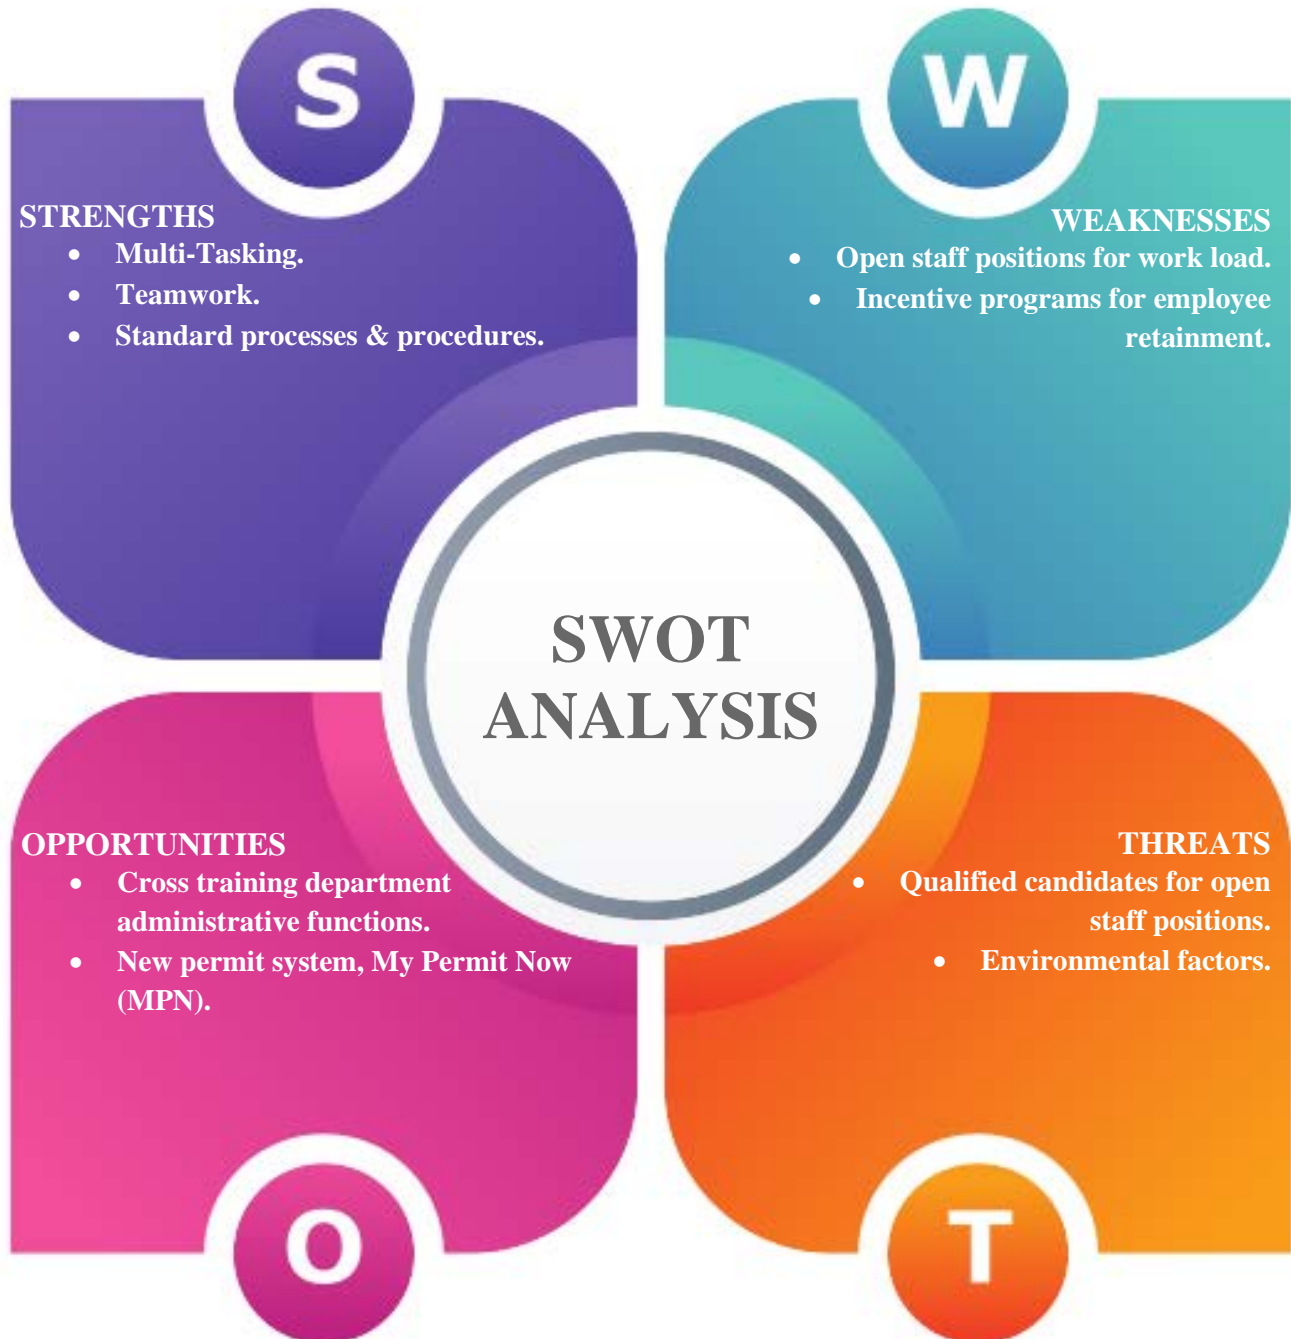 S
STRENGTHS
• Multi-Tasking.
• Teamwork.
• Standard processes & procedures.
W
WEAKNESSES
• Open staff positions for work load.
• Incentive programs for employee
retainment.
SWOT
ANALYSIS
OPPORTUNITIES
• Cross training department
administrative functions.
• New permit system, My Permit Now
(MPN).
O
THREATS
• Qualified candidates for open
staff positions.
• Environmental factors.
T